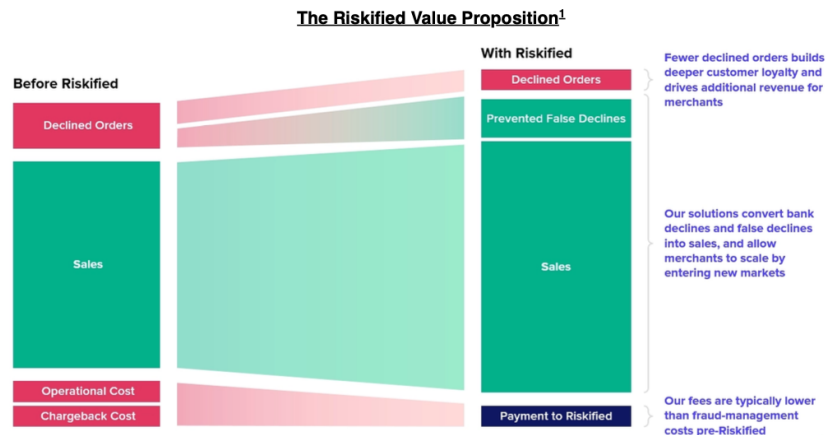 The Riskified Value Proposition1
Before Riskified
Declined Orders
Sales
Operational Cost
Chargeback Cost
With Riskified
Declined Orders
Prevented False Declines
Sales
Payment to Riskified
Fewer declined orders builds
deeper customer loyalty and
drives additional revenue for
merchants
Our solutions convert bank
declines and false declines
into sales, and allow
merchants to scale by
entering new markets
Our fees are typically lower
than fraud-management
costs pre-Riskified